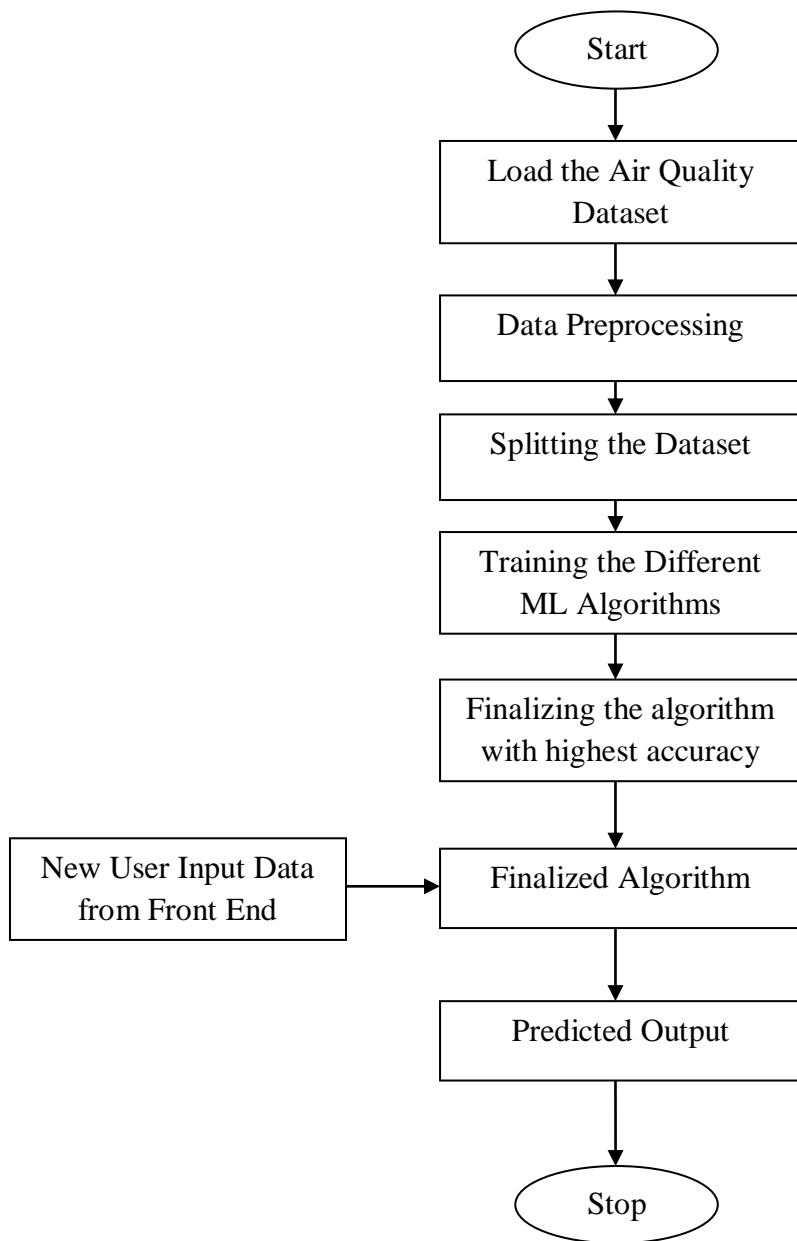 Start
Load the Air Quality
Dataset
Data Preprocessing
Splitting the Dataset
Training the Different
ML Algorithms
Finalizing the algorithm
with highest accuracy
New User Input Data
from Front End
Finalized Algorithm
Predicted Output
Stop